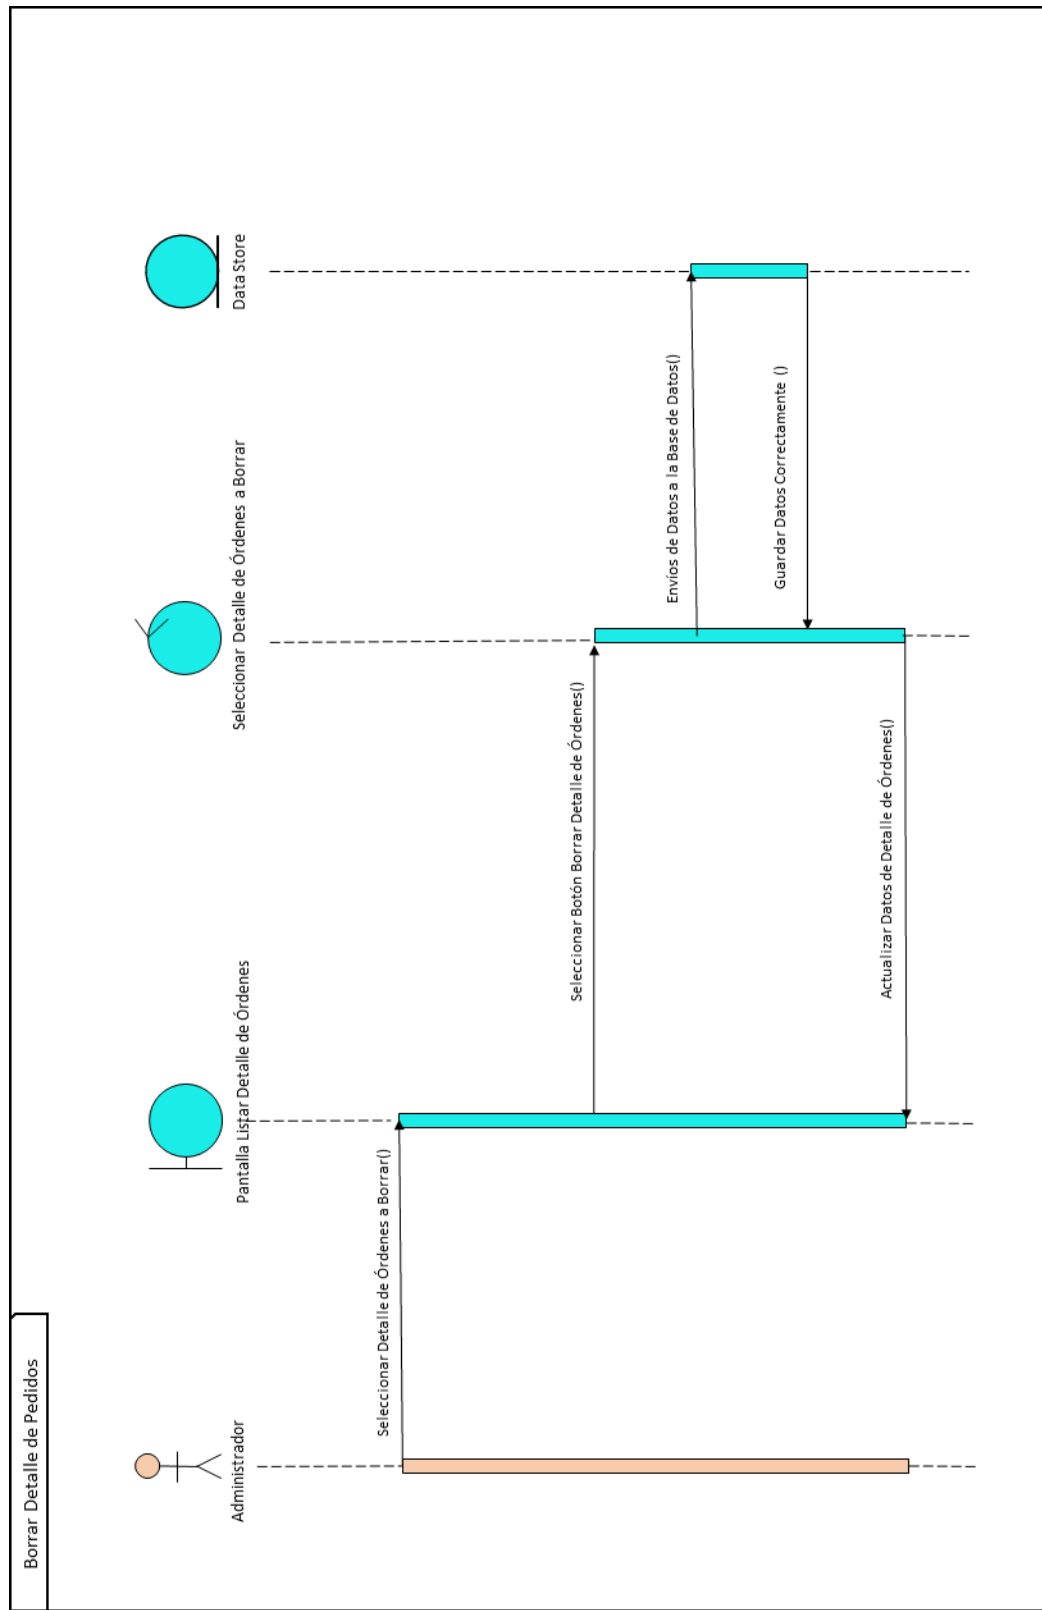 Borrar Detalle de Pedidos
Administrador
Pantalla Listar Detalle de Órdenes
Seleccionar Detalle de Órdenes a Borrar
Data Store
Seleccionar Detalle de Órdenes a Borrar()
Seleccionar Botón Borrar Detalle de Órdenes()
Envíos de Datos a la Base de Datos()
Guardar Datos Correctamente ()
Actualizar Datos de Detalle de Órdenes()